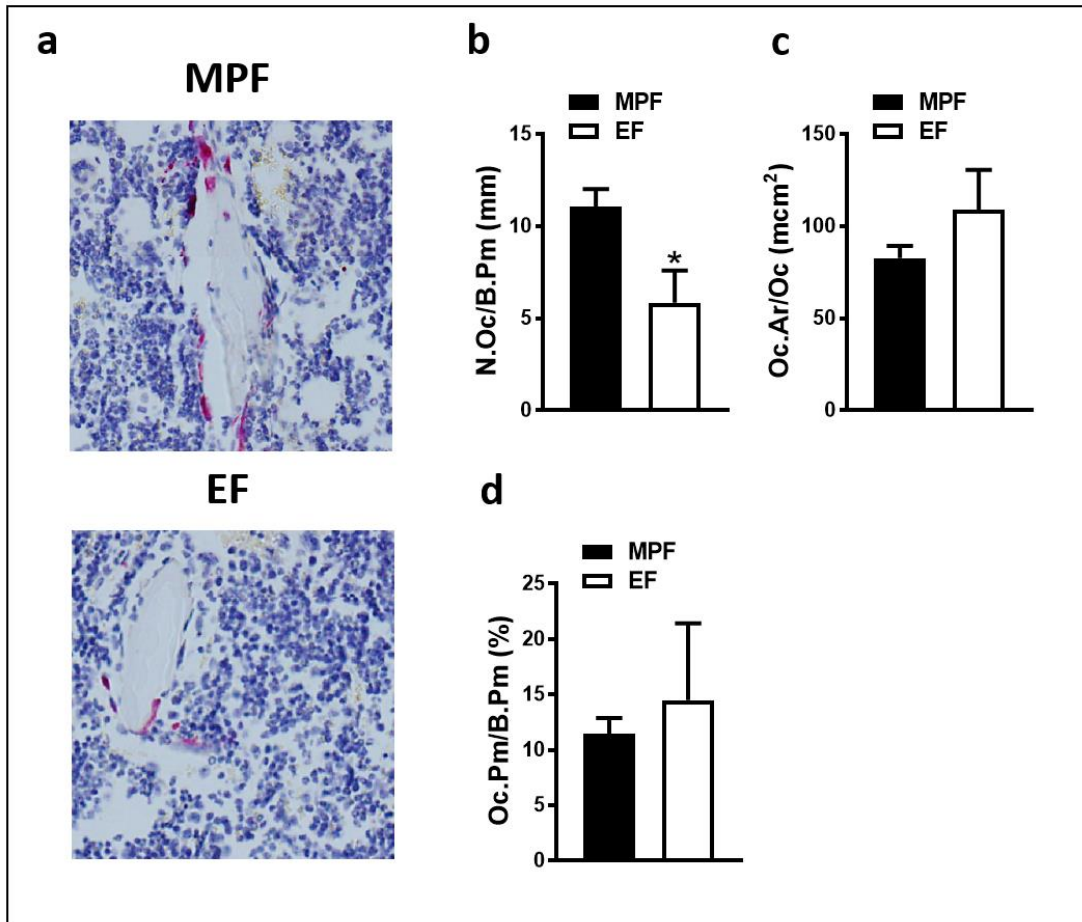 a
MPF
EF
b
MPF
EF
15
10
5
0
N.Oc/B.Pm (mm)
*
c
MPF
EF
150
100
50
0
Oc.Ar/Oc (mcm²)
d
MPF
EF
25
20
15
10
5
0
Oc.Pm/B.Pm (%)